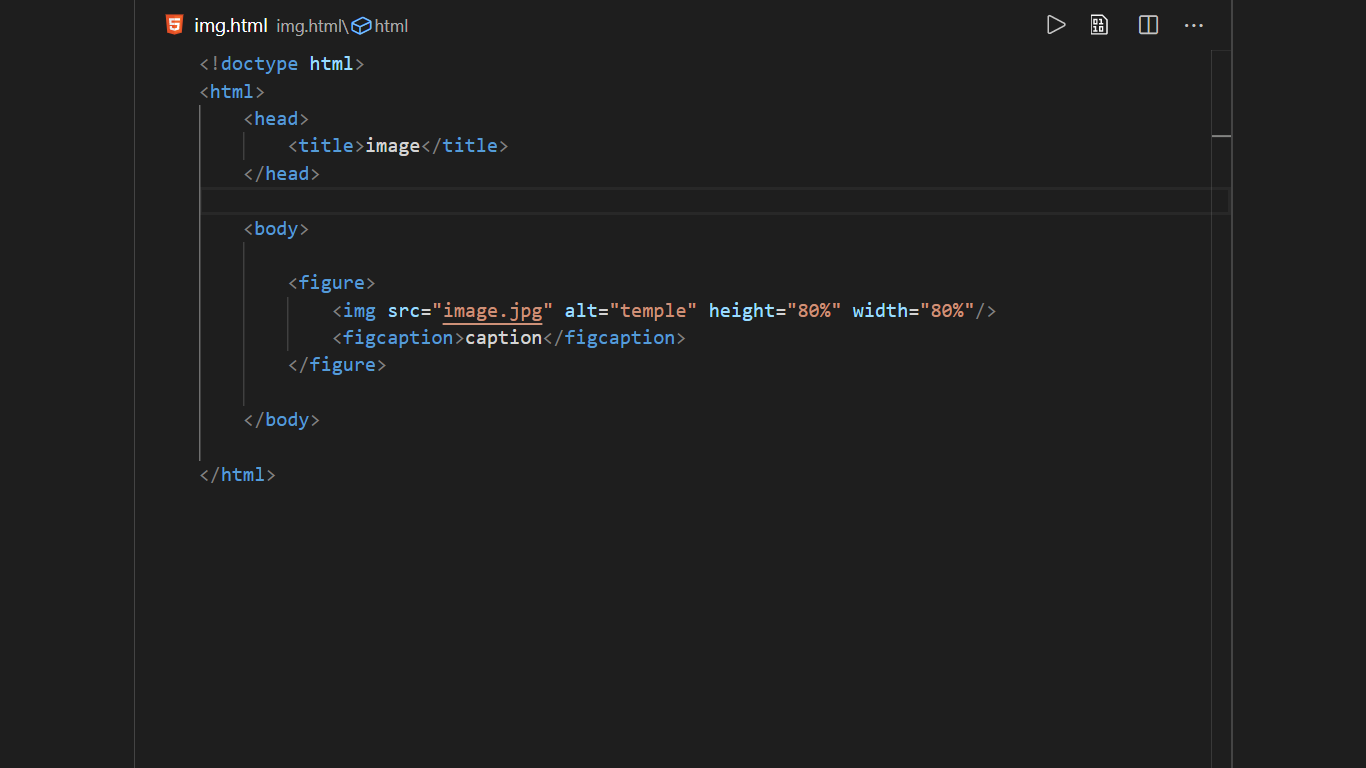 5 img.html img.html\html
<!doctype html>
<html>
    <head>
        <title>image</title>
    </head>
    <body>
        <figure>
            <img src="image.jpg" alt="temple" height="80%" width="80%"/>
            <figcaption>caption</figcaption>
        </figure>
    </body>
</html>